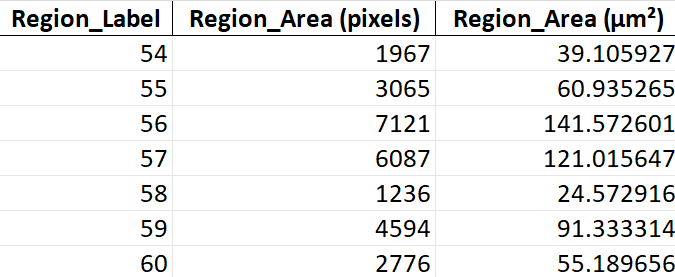 Region_Label Region_Area (pixels) Region_Area (µm²)
54 1967 39.105927
55 3065 60.935265
56 7121 141.572601
57 6087 121.015647
58 1236 24.572916
59 4594 91.333314
60 2776 55.189656